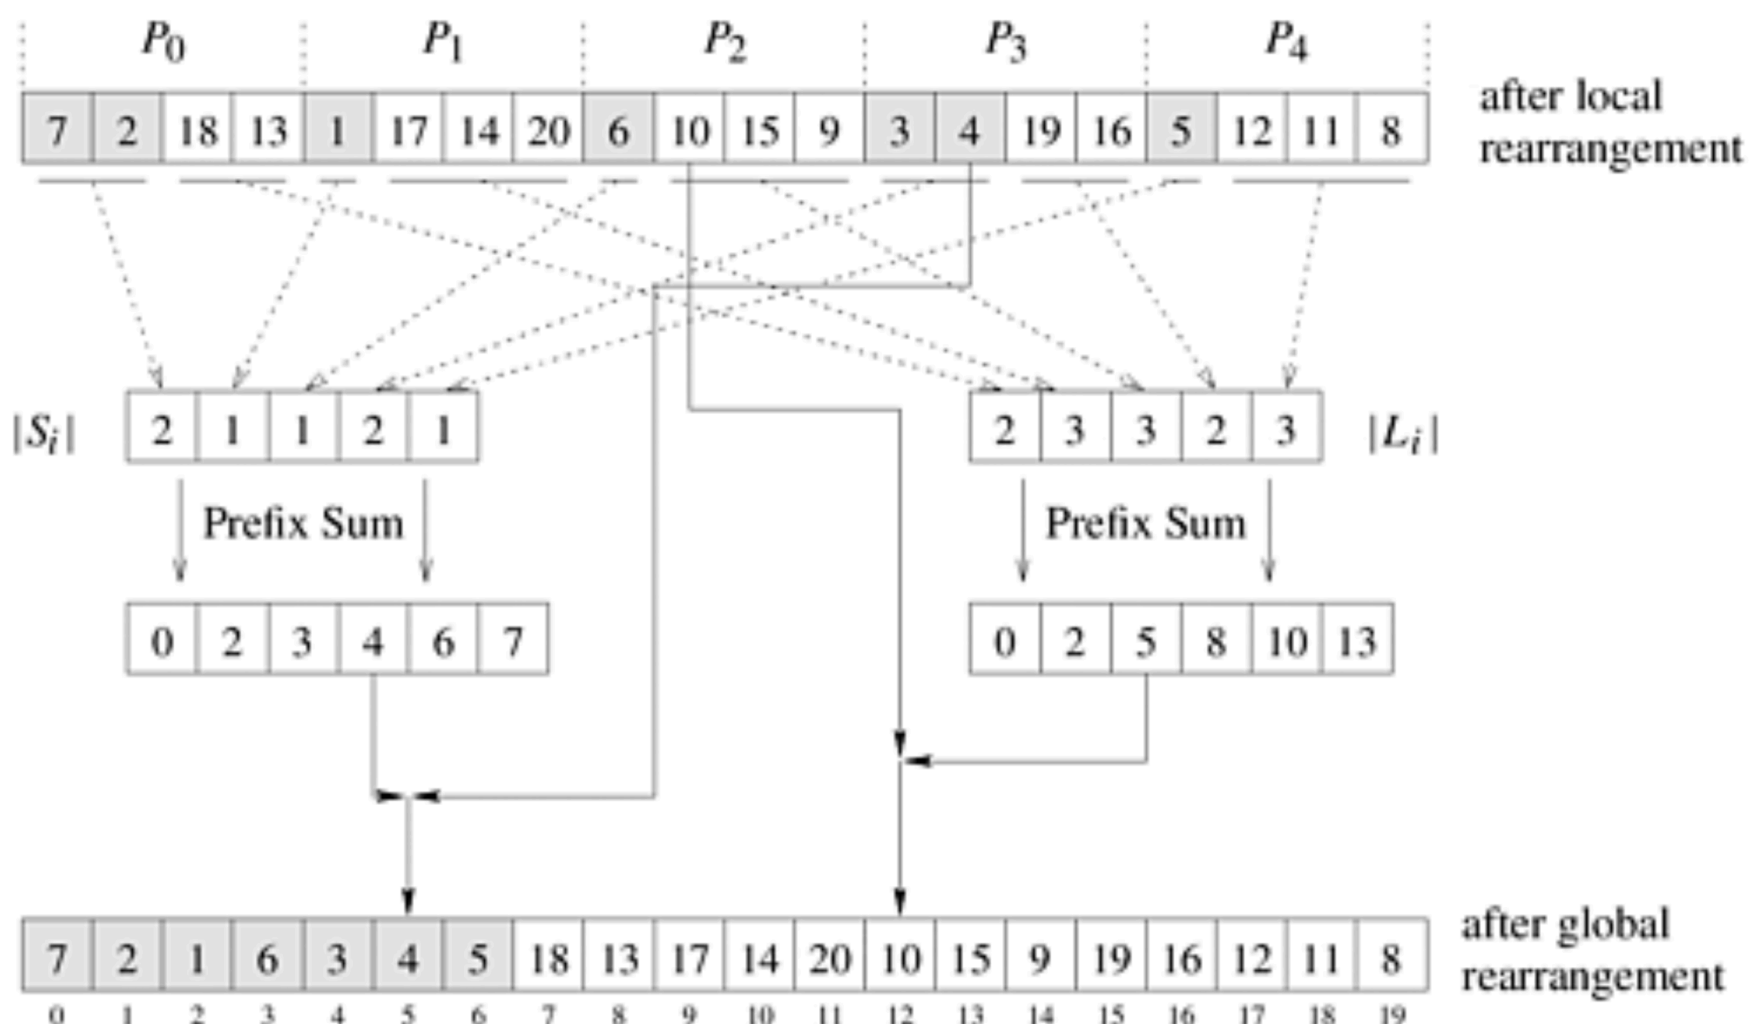 P0 P1 P2 P3 P4
7 2 18 13 1 17 14 20 6 10 15 9 3 4 19 16 5 12 11 8
after local
rearrangement
|Si| 2 1 1 2 1
2 3 3 2 3 |Li|
Prefix Sum
Prefix Sum
0 2 3 4 6 7
0 2 5 8 10 13
7 2 1 6 3 4 5 18 13 17 14 20 10 15 9 19 16 12 11 8
after global
rearrangement
0 1 2 3 4 5 6 7 8 9 10 11 12 13 14 15 16 17 18 19